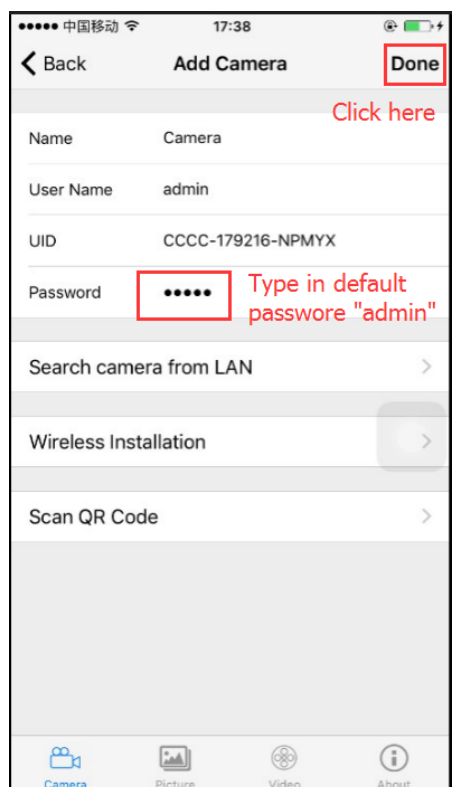 中国移动 17:38
Back Add Camera Done
Click here
Name Camera
User Name admin
UID CCCC-179216-NPMYX
Password •••••
Type in default
passwore "admin"
Search camera from LAN
Wireless Installation
Scan QR Code
Camera Picture Video About